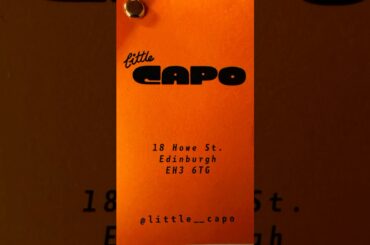 little
CAPO
18 Howe St.
Edinburgh
EH3 6TG
@little__capo